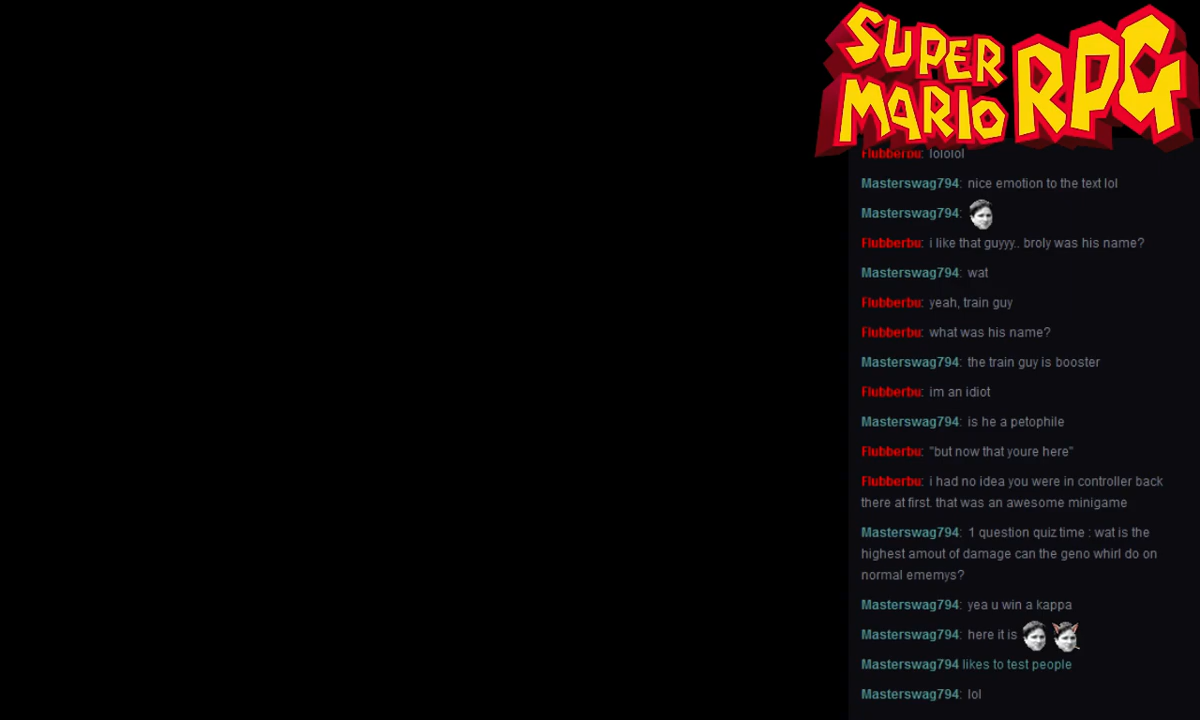 SUPER
MARIO RPG
Flubberbu: lololol
Masterswag794: nice emotion to the text lol
Masterswag794:
Flubberbu: i like that guyyy.. broly was his name?
Masterswag794: wat
Flubberbu: yeah, train guy
Flubberbu: what was his name?
Masterswag794: the train guy is booster
Flubberbu: im an idiot
Masterswag794: is he a petophile
Flubberbu: "but now that youre here"
Flubberbu: i had no idea you were in controller back
there at first. that was an awesome minigame
Masterswag794: 1 question quiz time : wat is the
highest amout of damage can the geno whirl do on
normal ememys?
Masterswag794: yea u win a kappa
Masterswag794: here it is
Masterswag794 likes to test people
Masterswag794: lol